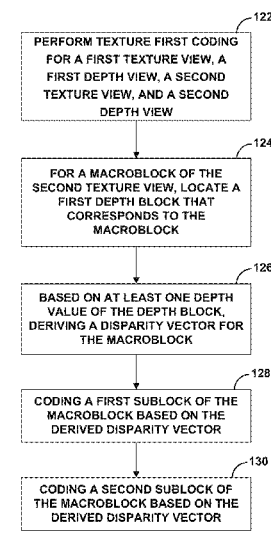 122
PERFORM TEXTURE FIRST CODING
FOR A FIRST TEXTURE VIEW, A
FIRST DEPTH VIEW, A SECOND
TEXTURE VIEW, AND A SECOND
DEPTH VIEW
124
FOR A MACROBLOCK OF THE
SECOND TEXTURE VIEW, LOCATE A
FIRST DEPTH BLOCK THAT
CORRESPONDS TO THE
MACROBLOCK
126
BASED ON AT LEAST ONE DEPTH
VALUE OF THE DEPTH BLOCK,
DERIVING A DISPARITY VECTOR FOR
THE MACROBLOCK
128
CODING A FIRST SUBLOCK OF THE
MACROBLOCK BASED ON THE
DERIVED DISPARITY VECTOR
130
CODING A SECOND SUBLOCK OF
THE MACROBLOCK BASED ON THE
DERIVED DISPARITY VECTOR